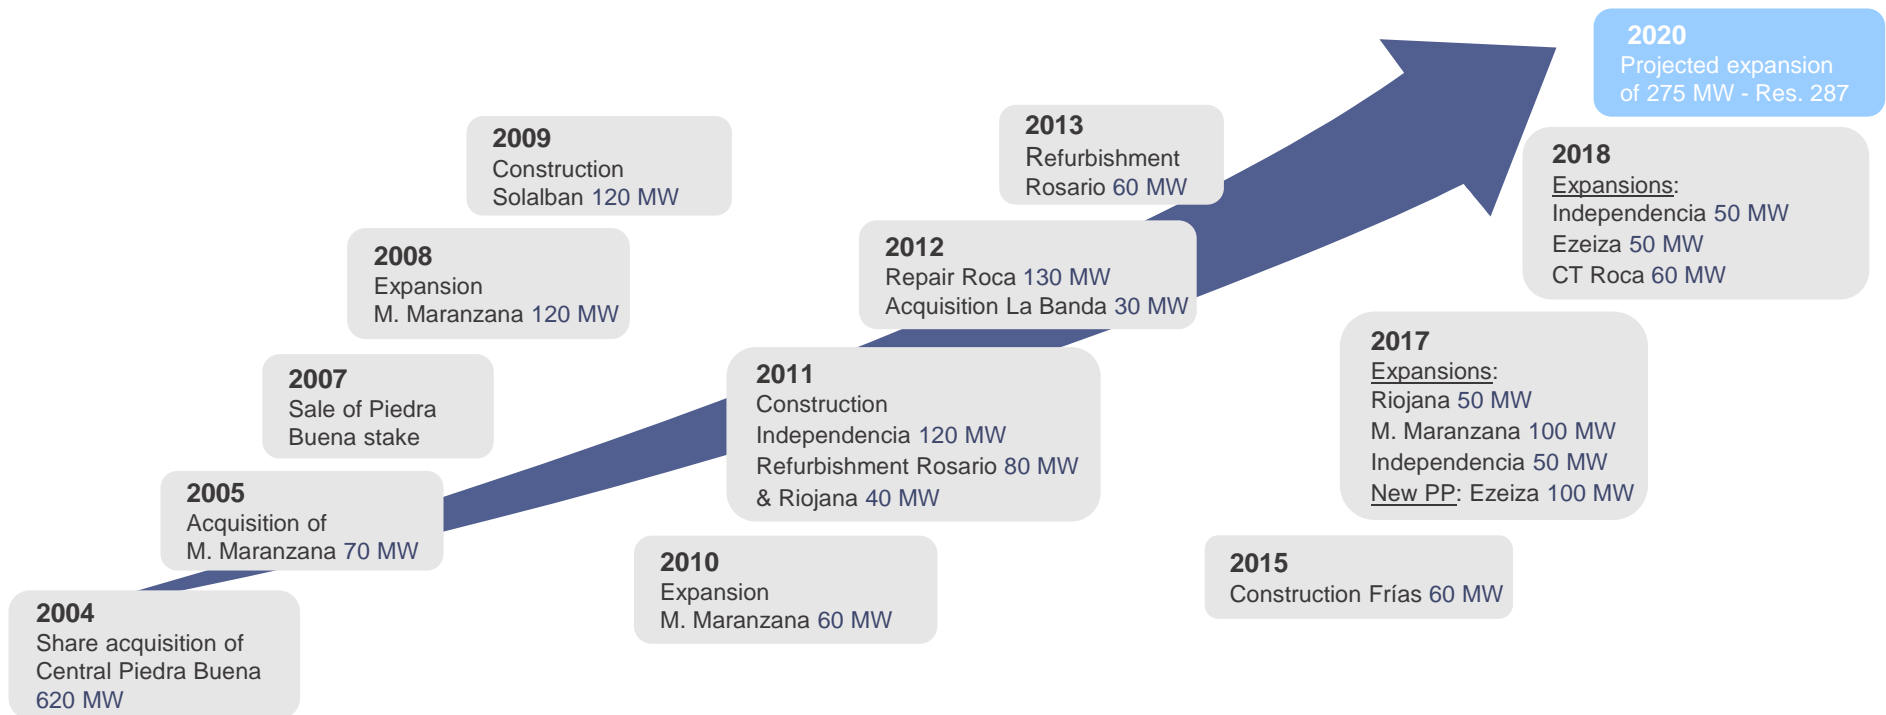 2004
Share acquisition of
Central Piedra Buena
620 MW
2005
Acquisition of
M. Maranzana 70 MW
2007
Sale of Piedra
Buena stake
2008
Expansion
M. Maranzana 120 MW
2009
Construction
Solalban 120 MW
2010
Expansion
M. Maranzana 60 MW
2011
Construction
Independencia 120 MW
Refurbishment Rosario 80 MW
& Riojana 40 MW
2012
Repair Roca 130 MW
Acquisition La Banda 30 MW
2013
Refurbishment
Rosario 60 MW
2015
Construction Frías 60 MW
2017
Expansions:
Riojana 50 MW
M. Maranzana 100 MW
Independencia 50 MW
New PP: Ezeiza 100 MW
2018
Expansions:
Independencia 50 MW
Ezeiza 50 MW
CT Roca 60 MW
2020
Projected expansion
of 275 MW - Res. 287